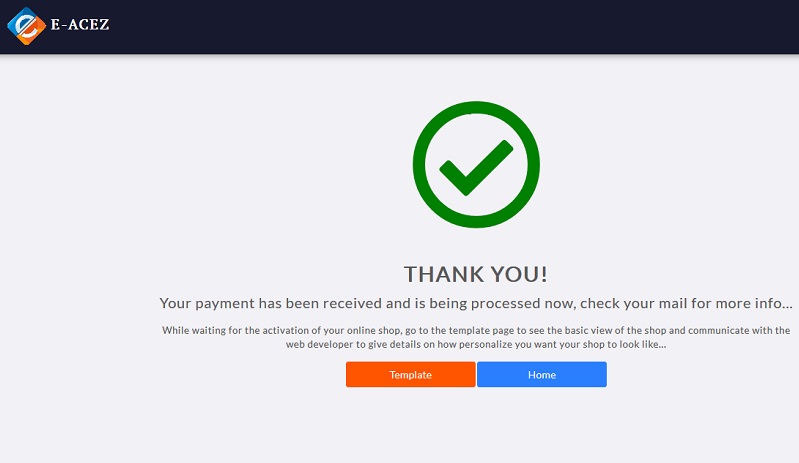 E-ACEZ
THANK YOU!
Your payment has been received and is being processed now, check your mail for more info...
While waiting for the activation of your online shop, go to the template page to see the basic view of the shop and communicate with the
web developer to give details on how personalize you want your shop to look like...
Template
Home